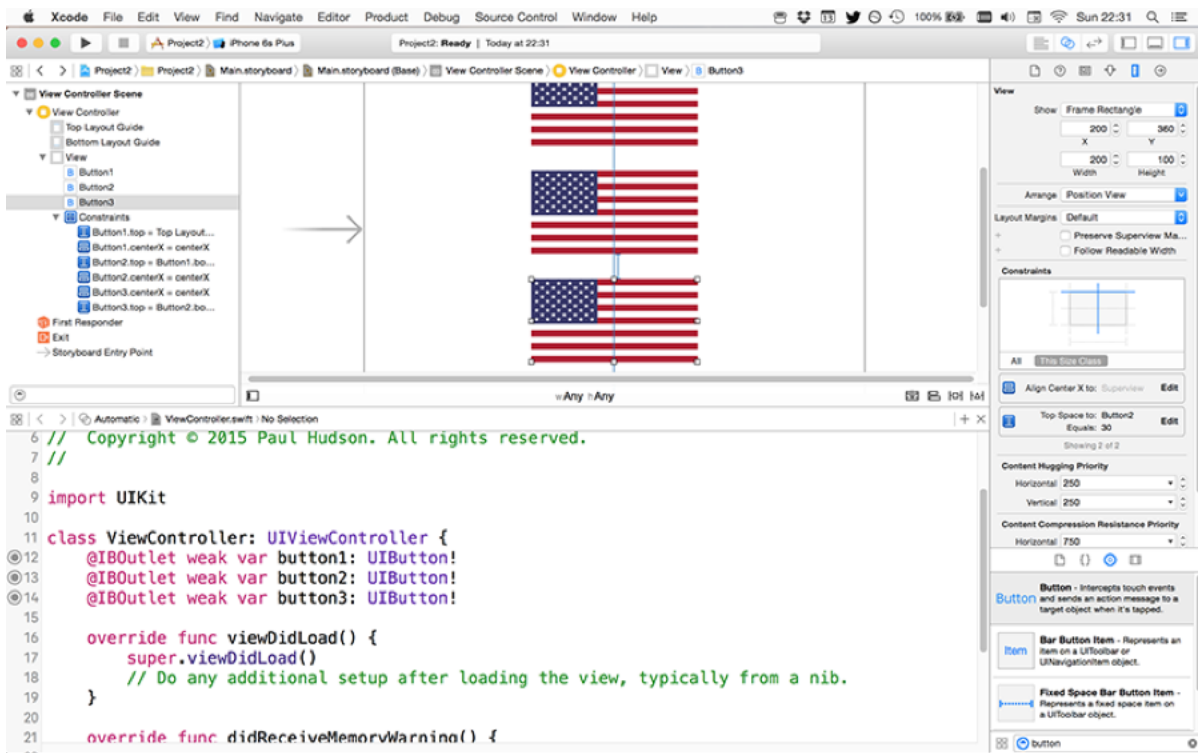 Xcode File Edit View Find Navigate Editor Product Debug Source Control Window Help 100% Sun 22:31
Project2 〉 iPhone 6s Plus Project2: Ready | Today at 22:31
Project2 〉 Project2 〉 Main.storyboard 〉 Main.storyboard (Base) 〉 View Controller Scene 〉 View Controller 〉 View 〉 B Button3
View Controller Scene
View Controller
Top Layout Guide
Bottom Layout Guide
View
B Button1
B Button2
B Button3
Constraints
Button1.top = Top Layout...
Button1.centerX = centerX
Button2.top = Button1.bo...
Button2.centerX = centerX
Button3.centerX = centerX
Button3.top = Button2.bo...
First Responder
Exit
Storyboard Entry Point
wAny hAny
Automatic 〉 ViewController.swift 〉 No Selection
6 // Copyright © 2015 Paul Hudson. All rights reserved.
7 //
8
9 import UIKit
10
11 class ViewController: UIViewController {
12 @IBOutlet weak var button1: UIButton!
13 @IBOutlet weak var button2: UIButton!
14 @IBOutlet weak var button3: UIButton!
15
16 override func viewDidLoad() {
17 super.viewDidLoad()
18 // Do any additional setup after loading the view, typically from a nib.
19 }
20
21 override func didReceiveMemoryWarning() {
View
Show Frame Rectangle
200 360
X Y
200 100
Width Height
Arrange Position View
Layout Margins Default
Preserve Superview Ma...
Follow Readable Width
Constraints
All This Size Class
Align Center X to: Superview Edit
Top Space to: Button2 Edit
Equals: 30
Showing 2 of 2
Content Hugging Priority
Horizontal 250
Vertical 250
Content Compression Resistance Priority
Horizontal 750
Button Button - Intercepts touch events
and sends an action message to a
target object when it's tapped.
Item Bar Button Item - Represents an
item on a UIToolbar or
UINavigationItem object.
Fixed Space Bar Button Item -
Represents a fixed space item on
a UIToolbar object.
button